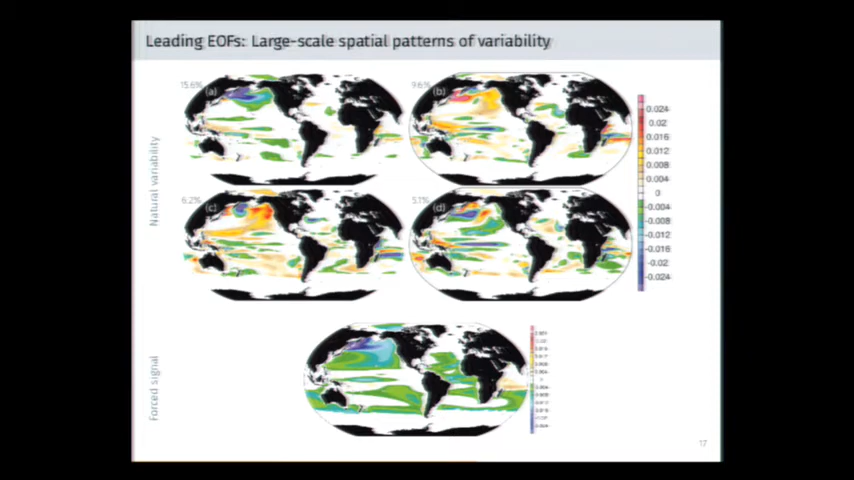 Leading EOFs: Large-scale spatial patterns of variability
15.6% (a)
9.6% (b)
6.2% (c)
5.1% (d)
Natural variability
0.024
0.02
0.016
0.012
0.008
0.004
0
-0.004
-0.008
-0.012
-0.016
-0.02
-0.024
Forced signal
17